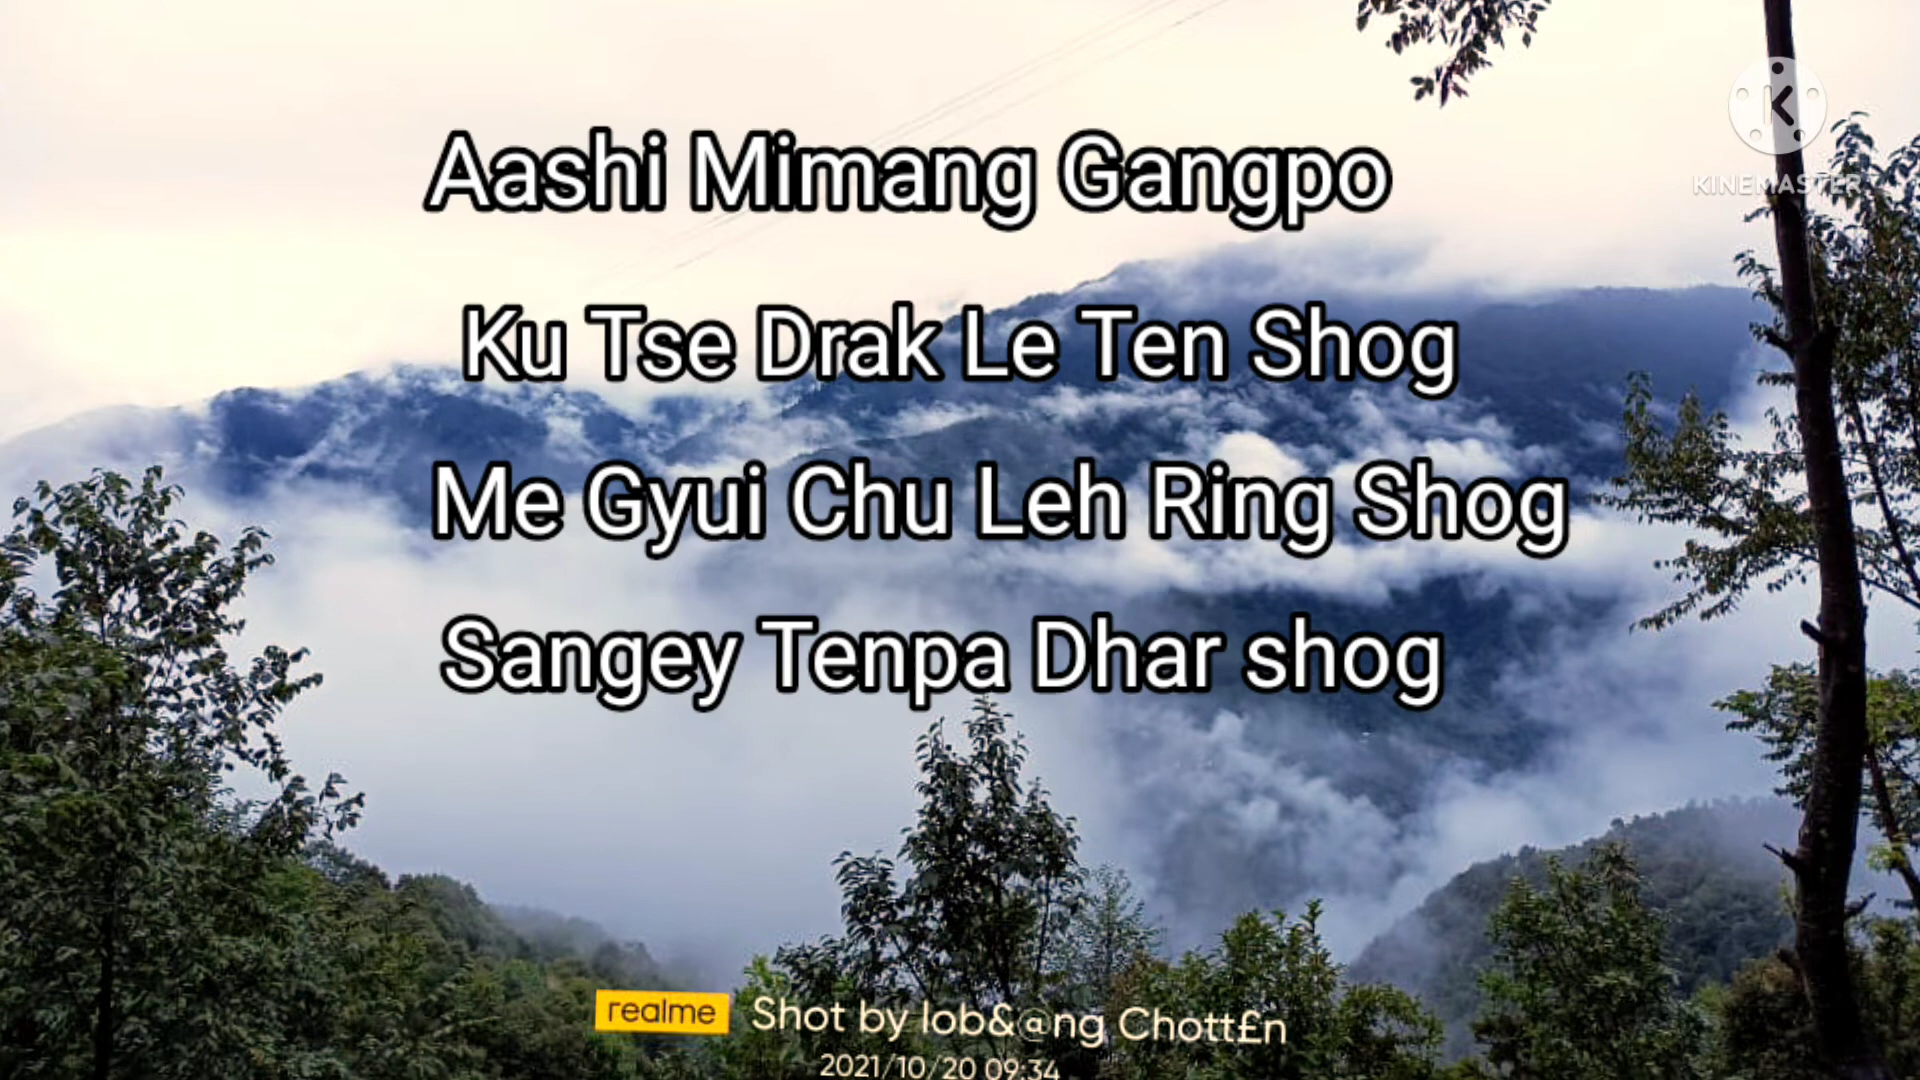 Aashi Mimang Gangpo
K
KINEMASTER
Ku Tse Drak Le Ten Shog
Me Gyui Chu Leh Ring Shog
Sangey Tenpa Dhar shog
realme Shot by lob&@ng Chott£n
2021/10/20 09:34